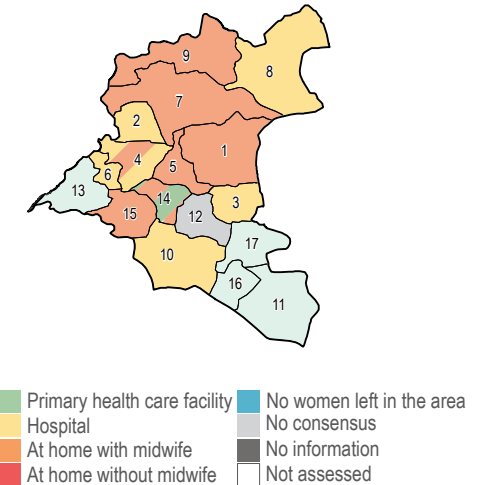 9
8
7
2
1
4
5
6
13
14
3
15
12
17
10
16
11
Primary health care facility
Hospital
At home with midwife
At home without midwife
No women left in the area
No consensus
No information
Not assessed